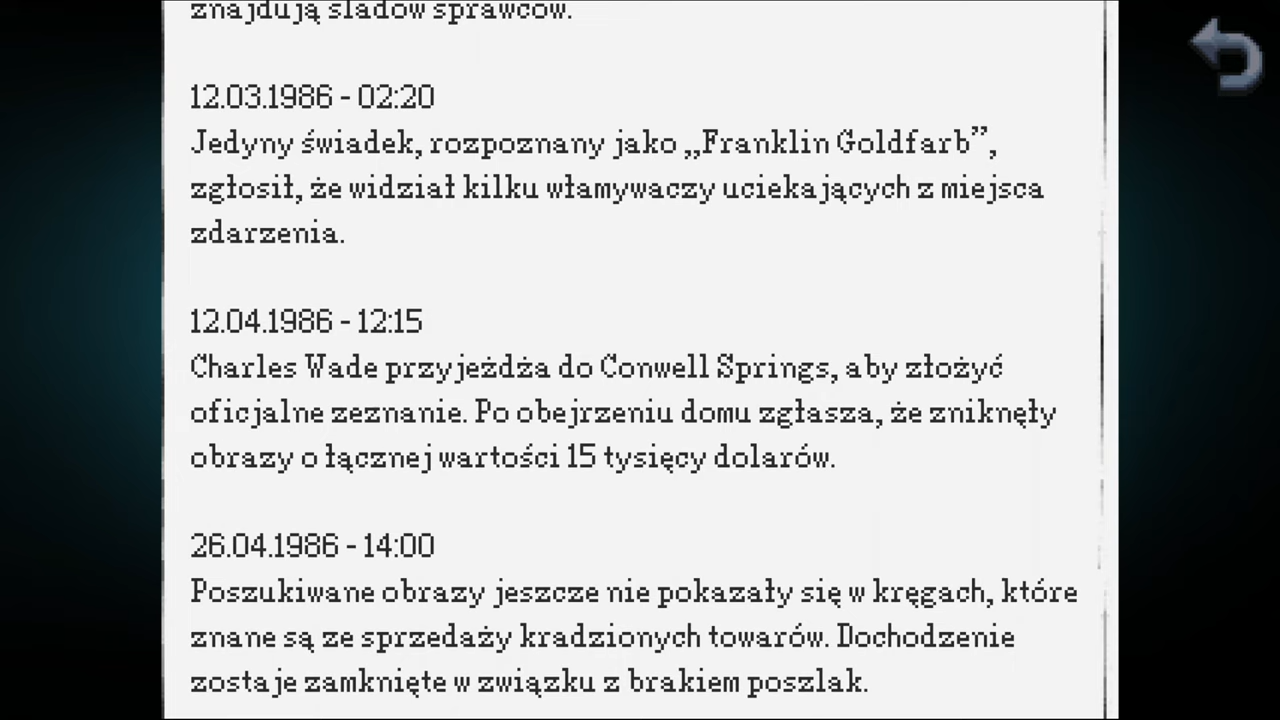 znajdują śladów sprawców.
12.03.1986 - 02:20
Jedyny świadek, rozpoznany jako „Franklin Goldfarb”,
zgłosił, że widział kilku włamywaczy uciekających z miejsca
zdarzenia.
12.04.1986 - 12:15
Charles Wade przyjeżdża do Conwell Springs, aby złożyć
oficjalne zeznanie. Po obejrzeniu domu zgłasza, że zniknęły
obrazy o łącznej wartości 15 tysięcy dolarów.
26.04.1986 - 14:00
Poszukiwane obrazy jeszcze nie pokazały się w kręgach, które
znane są ze sprzedaży kradzionych towarów. Dochodzenie
zostaje zamknięte w związku z brakiem poszlak.